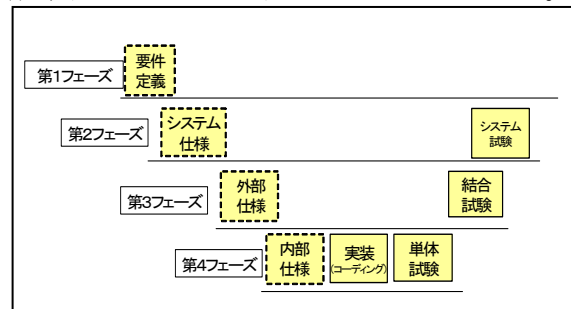 第1フェーズ
要件
定義
第2フェーズ
システム
仕様
システム
試験
第3フェーズ
外部
仕様
結合
試験
第4フェーズ
内部
仕様
実装
(コーディング)
単体
試験